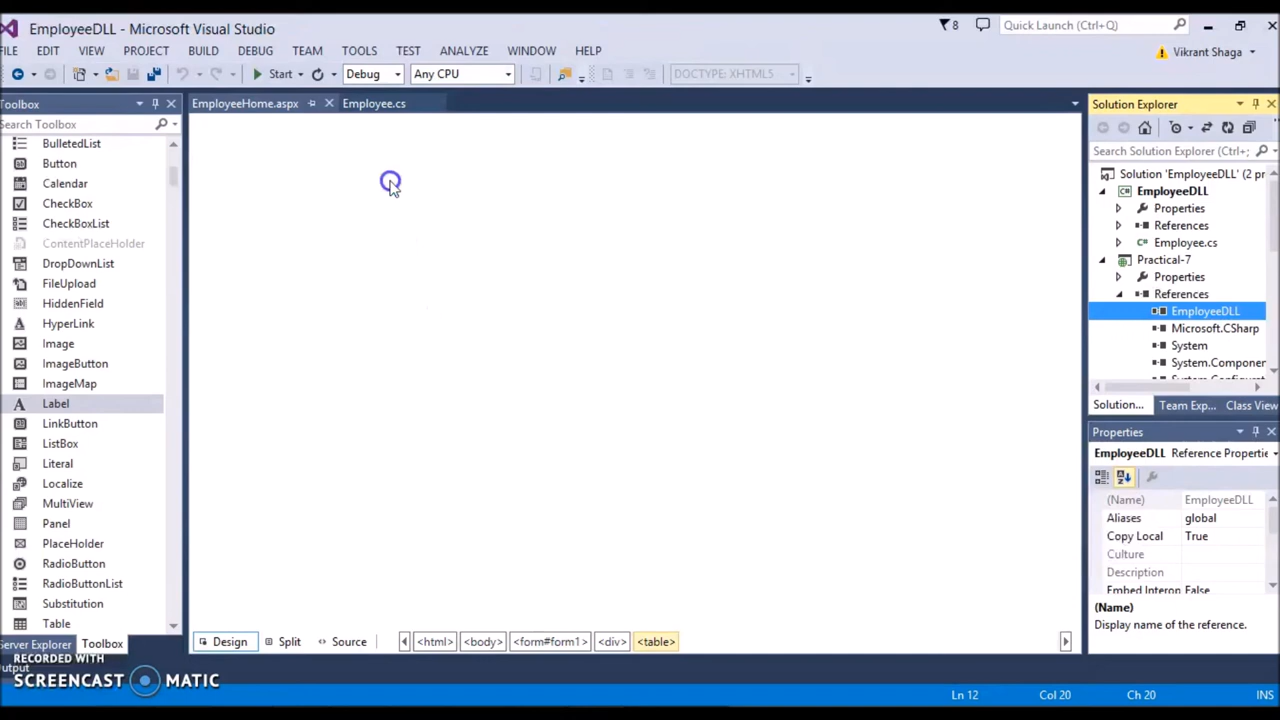 EmployeeDLL - Microsoft Visual Studio
8
Quick Launch (Ctrl+Q)
FILE EDIT VIEW PROJECT BUILD DEBUG TEAM TOOLS TEST ANALYZE WINDOW HELP
Vikrant Shaga
Start
Debug
Any CPU
DOCTYPE: XHTML5
Toolbox
EmployeeHome.aspx
Employee.cs
Solution Explorer
Search Toolbox
BulletedList
Button
Calendar
CheckBox
CheckBoxList
ContentPlaceHolder
DropDownList
FileUpload
HiddenField
HyperLink
Image
ImageButton
ImageMap
Label
LinkButton
ListBox
Literal
Localize
MultiView
Panel
PlaceHolder
RadioButton
RadioButtonList
Substitution
Table
Server Explorer
Toolbox
Output
Search Solution Explorer (Ctrl+;
Solution 'EmployeeDLL' (2 pr
EmployeeDLL
Properties
References
Employee.cs
Practical-7
Properties
References
EmployeeDLL
Microsoft.CSharp
System
System.Componen
Solution...
Team Exp...
Class View
Properties
EmployeeDLL Reference Propertie
(Name) EmployeeDLL
Aliases global
Copy Local True
Culture
Description
Embed Interop False
(Name)
Display name of the reference.
Design
Split
Source
<html>
<body>
<form#form1>
<div>
<table>
RECORDED WITH
SCREENCAST MATIC
Ln 12
Col 20
Ch 20
INS